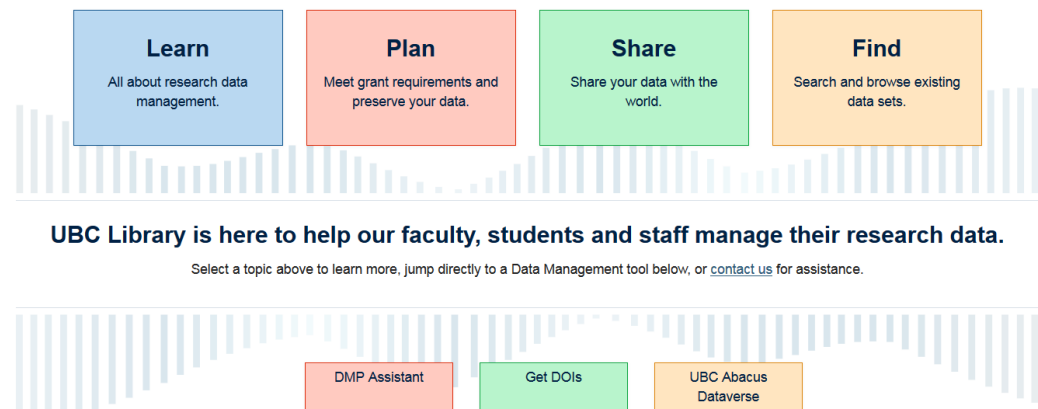 Learn
All about research data
management.
Plan
Meet grant requirements and
preserve your data.
Share
Share your data with the
world.
Find
Search and browse existing
data sets.
UBC Library is here to help our faculty, students and staff manage their research data.
Select a topic above to learn more, jump directly to a Data Management tool below, or contact us for assistance.
DMP Assistant
Get DOIs
UBC Abacus
Dataverse